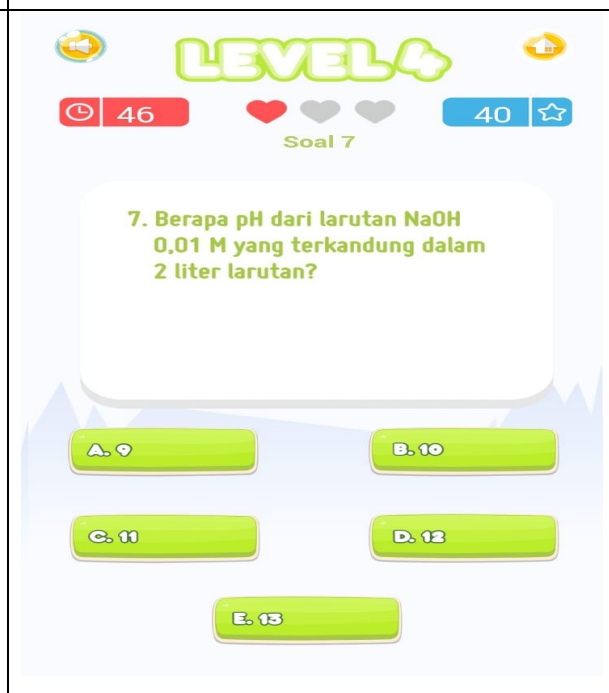 LEVEL 4
46
40
Soal 7
7. Berapa pH dari larutan NaOH
0,01 M yang terkandung dalam
2 liter larutan?
A. 9
B. 10
C. 11
D. 12
E. 13